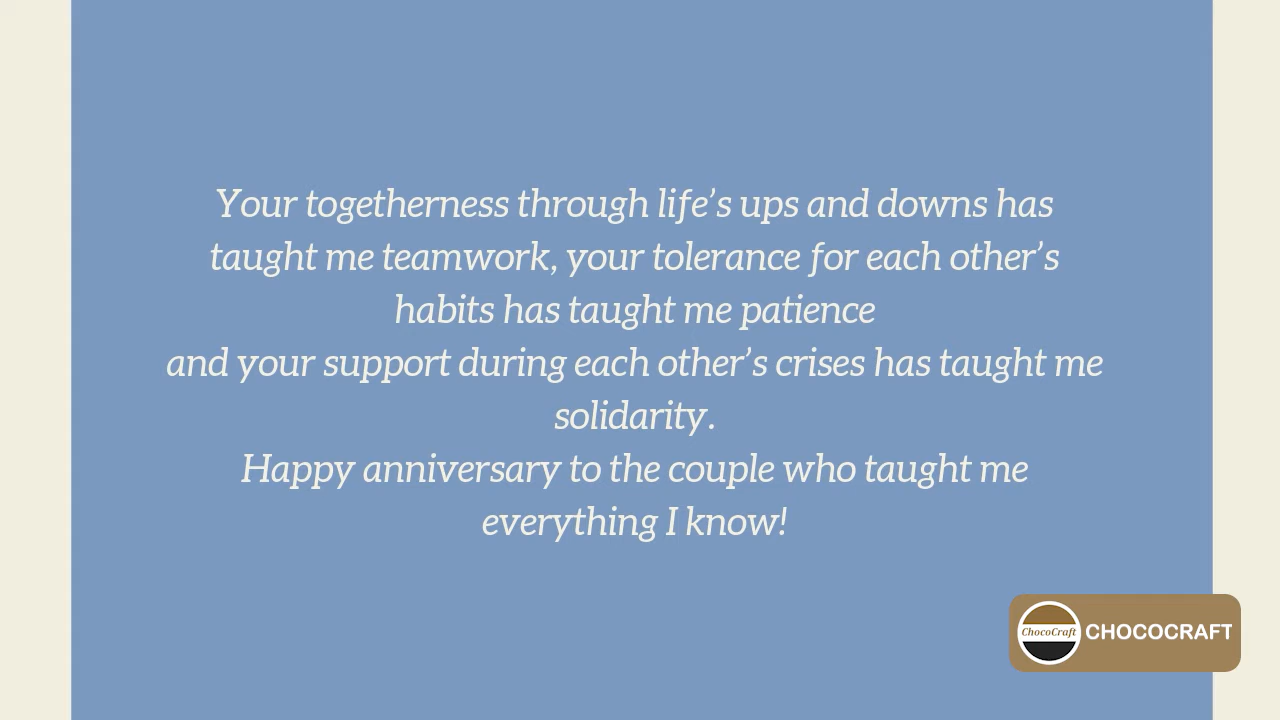 Your togetherness through life’s ups and downs has
taught me teamwork, your tolerance for each other’s
habits has taught me patience
and your support during each other’s crises has taught me
solidarity.
Happy anniversary to the couple who taught me
everything I know!
ChocoCraft
CHOCOCRAFT